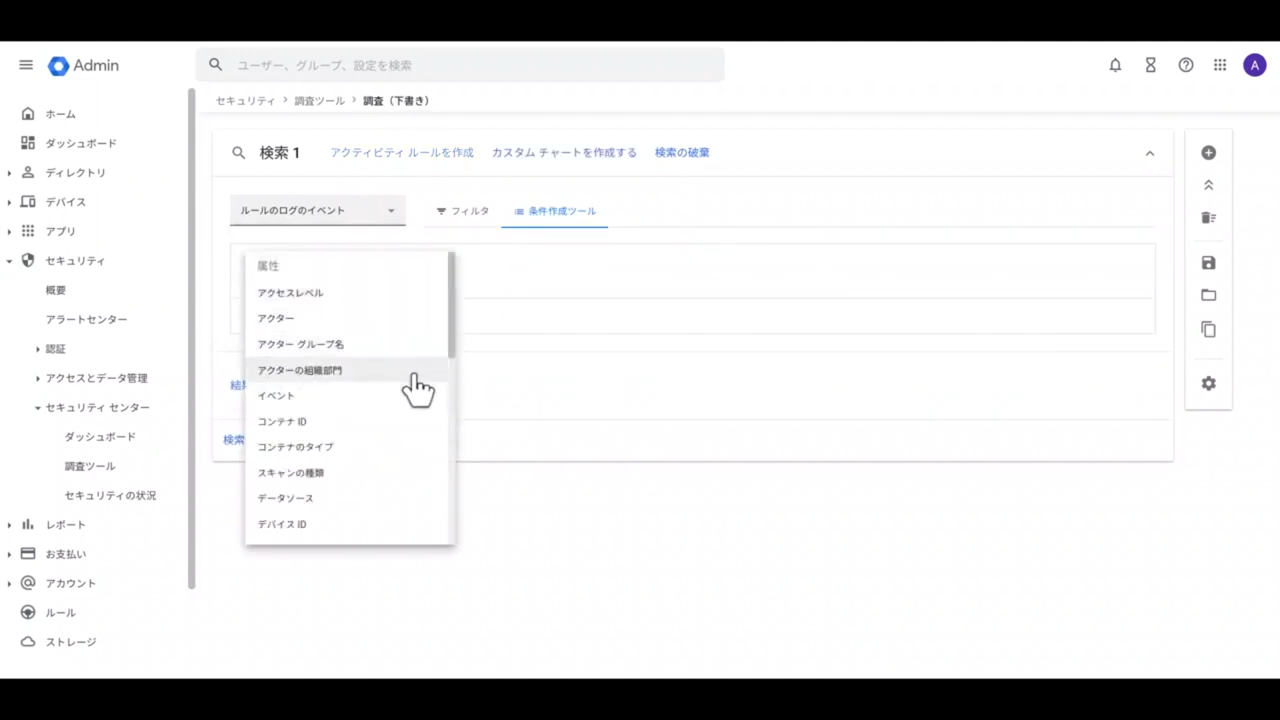 Admin
ユーザー、グループ、設定を検索
A
セキュリティ > 調査ツール > 調査（下書き）
ホーム
ダッシュボード
ディレクトリ
デバイス
アプリ
セキュリティ
概要
アラートセンター
認証
アクセスとデータ管理
セキュリティ センター
ダッシュボード
調査ツール
セキュリティの状況
レポート
お支払い
アカウント
ルール
ストレージ
検索 1 アクティビティ ルールを作成 カスタム チャートを作成する 検索の破棄
ルールのログのイベント フィルタ 条件作成ツール
属性
アクセスレベル
アクター
アクター グループ名
アクターの組織部門
イベント
コンテナ ID
コンテナのタイプ
スキャンの種類
データソース
デバイス ID
検索